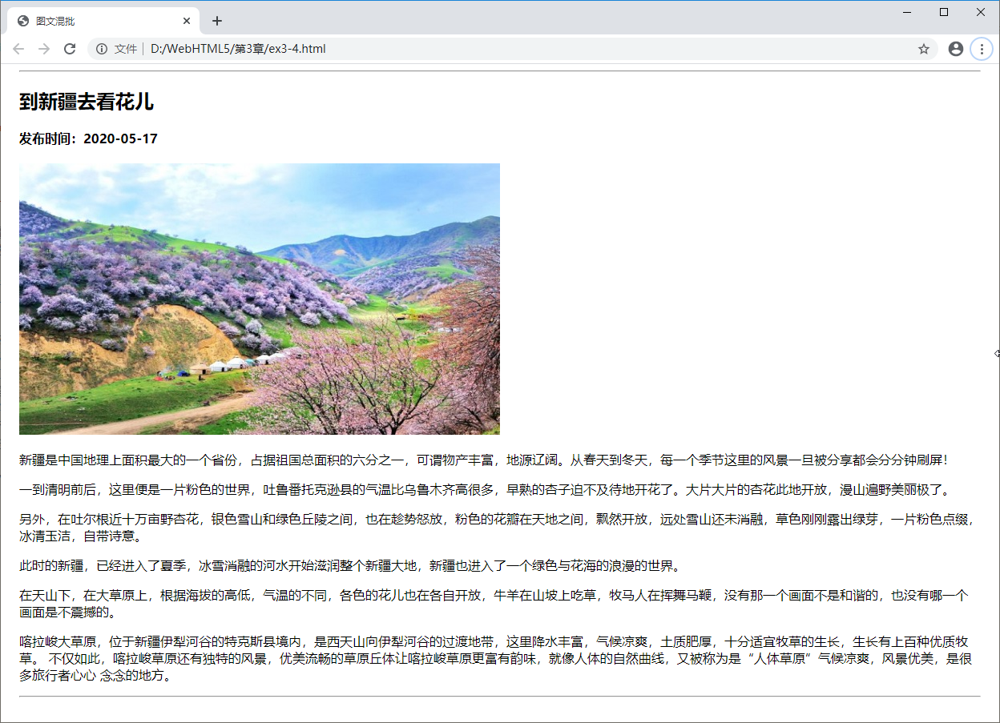 图文混批
文件
D:/WebHTML5/第3章/ex3-4.html
到新疆去看花儿
发布时间：2020-05-17
新疆是中国地理上面积最大的一个省份，占据祖国总面积的六分之一，可谓物产丰富，地源辽阔。从春天到冬天，每一个季节这里的风景一旦被分享都会分分钟刷屏！
一到清明前后，这里便是一片粉色的世界，吐鲁番托克逊县的气温比乌鲁木齐高很多，早熟的杏子迫不及待地开花了。大片大片的杏花此地开放，漫山遍野美丽极了。
另外，在吐尔根近十万亩野杏花，银色雪山和绿色丘陵之间，也在趁势怒放，粉色的花瓣在天地之间，飘然开放，远处雪山还未消融，草色刚刚露出绿芽，一片粉色点缀，
冰清玉洁，自带诗意。
此时的新疆，已经进入了夏季，冰雪消融的河水开始滋润整个新疆大地，新疆也进入了一个绿色与花海的浪漫的世界。
在天山下，在大草原上，根据海拔的高低，气温的不同，各色的花儿也在各自开放，牛羊在山坡上吃草，牧马人在挥舞马鞭，没有那一个画面不是和谐的，也没有哪一个
画面是不震撼的。
喀拉峻大草原，位于新疆伊犁河谷的特克斯县境内，是西天山向伊犁河谷的过渡地带，这里降水丰富，气候凉爽，土质肥厚，十分适宜牧草的生长，生长有上百种优质牧
草。 不仅如此，喀拉峻草原还有独特的风景，优美流畅的草原丘体让喀拉峻草原更富有韵味，就像人体的自然曲线，又被称为是“人体草原”气候凉爽，风景优美，是很
多旅行者心心 念念的地方。